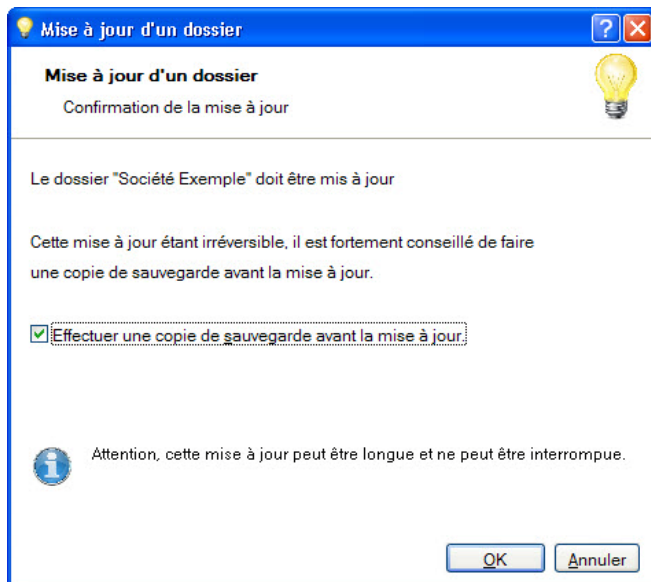 Mise à jour d'un dossier
?
Mise à jour d'un dossier
Confirmation de la mise à jour
Le dossier "Société Exemple" doit être mis à jour
Cette mise à jour étant irréversible, il est fortement conseillé de faire
une copie de sauvegarde avant la mise à jour.
Effectuer une copie de sauvegarde avant la mise à jour.
Attention, cette mise à jour peut être longue et ne peut être interrompue.
OK Annuler